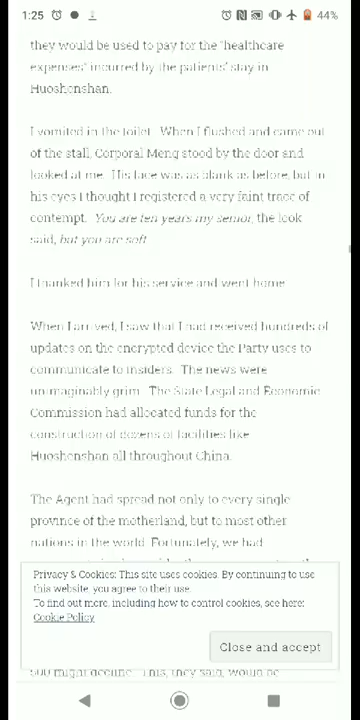 1:25
44%
they would be used to pay for the "healthcare
expenses" incurred by the patients' stay in
Huoshenshan.
I vomited in the toilet. When I flushed and came out
of the stall, Corporal Meng stood by the door and
looked at me. His face was as blank as before, but in
his eyes I thought I registered a very faint trace of
contempt. You are ten years my senior, the look
said, but you are soft.
I thanked him for his service and went home.
When I arrived, I saw that I had received hundreds of
updates on the encrypted device the Party uses to
communicate to insiders. The news were
unimaginably grim. The State Legal and Economic
Commission had allocated funds for the
construction of dozens of facilities like
Huoshenshan all throughout China.
The Agent had spread not only to every single
province of the motherland, but to most other
nations in the world. Fortunately, we had
Privacy & Cookies: This site uses cookies. By continuing to use
this website, you agree to their use.
To find out more, including how to control cookies, see here:
Cookie Policy
Close and accept
500 might decline. This, they said, would be